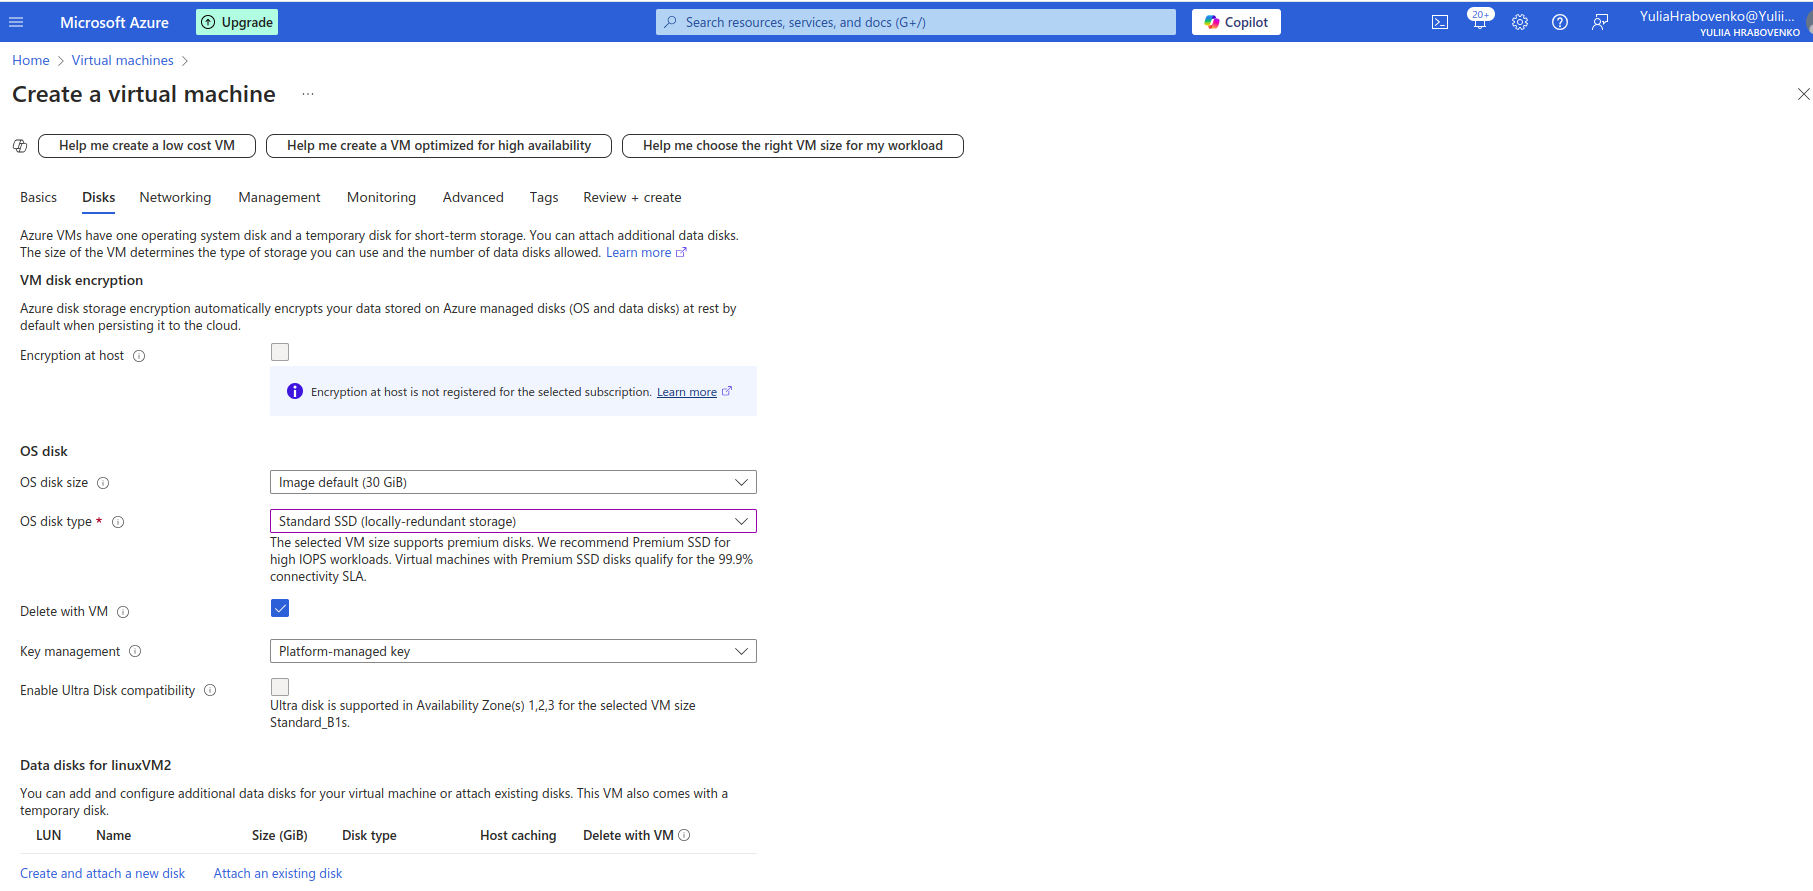 Microsoft Azure
Upgrade
Search resources, services, and docs (G+/)
Copilot
20+
YuliaHrabovenko@Yulii...
YULIIA HRABOVENKO
Home > Virtual machines >
Create a virtual machine ...
Help me create a low cost VM
Help me create a VM optimized for high availability
Help me choose the right VM size for my workload
Basics Disks Networking Management Monitoring Advanced Tags Review + create
Azure VMs have one operating system disk and a temporary disk for short-term storage. You can attach additional data disks.
The size of the VM determines the type of storage you can use and the number of data disks allowed. Learn more
VM disk encryption
Azure disk storage encryption automatically encrypts your data stored on Azure managed disks (OS and data disks) at rest by
default when persisting it to the cloud.
Encryption at host
Encryption at host is not registered for the selected subscription. Learn more
OS disk
OS disk size
Image default (30 GiB)
OS disk type *
Standard SSD (locally-redundant storage)
The selected VM size supports premium disks. We recommend Premium SSD for
high IOPS workloads. Virtual machines with Premium SSD disks qualify for the 99.9%
connectivity SLA.
Delete with VM
Key management
Platform-managed key
Enable Ultra Disk compatibility
Ultra disk is supported in Availability Zone(s) 1,2,3 for the selected VM size
Standard_B1s.
Data disks for linuxVM2
You can add and configure additional data disks for your virtual machine or attach existing disks. This VM also comes with a
temporary disk.
LUN Name Size (GiB) Disk type Host caching Delete with VM
Create and attach a new disk Attach an existing disk